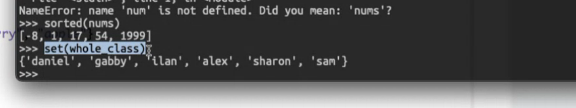 NameError: name 'num' is not defined. Did you mean: 'nums'?
>>> sorted(nums)
[-8, 1, 17, 54, 1999]
>>> set(whole_class)
{'daniel', 'gabby', 'ilan', 'alex', 'sharon', 'sam'}
>>>